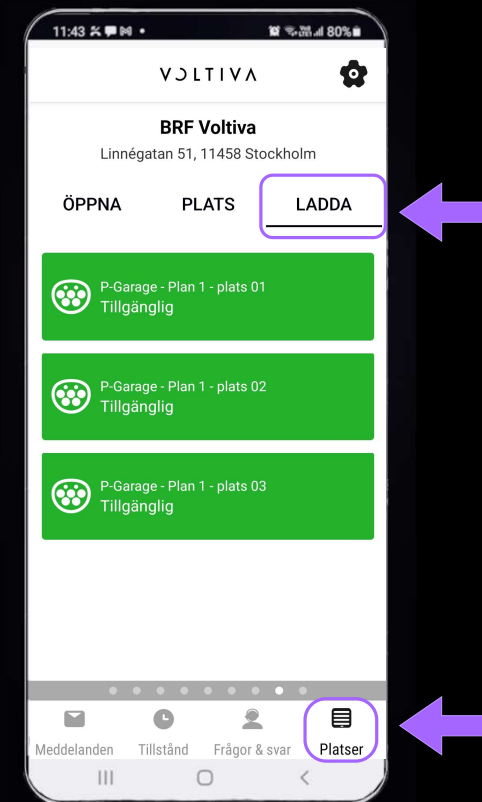 11:43
80%
VOLTIVA
BRF Voltiva
Linnégatan 51, 11458 Stockholm
ÖPPNA PLATS LADDA
P-Garage - Plan 1 - plats 01
Tillgänglig
P-Garage - Plan 1 - plats 02
Tillgänglig
P-Garage - Plan 1 - plats 03
Tillgänglig
Meddelanden Tillstånd Frågor & svar Platser